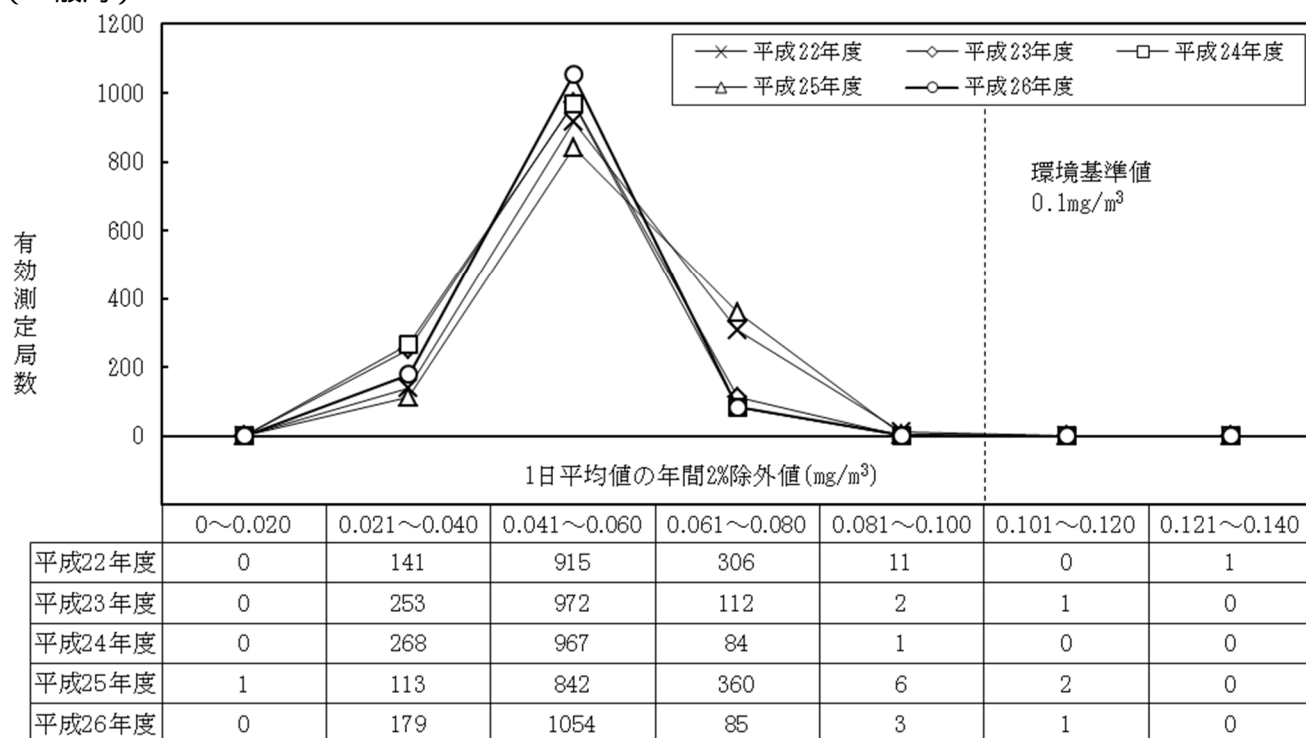 1200
1000
800
600
400
200
0
有効測定局数
平成22年度 平成23年度 平成24年度
平成25年度 平成26年度
環境基準値
0.1mg/m³
1日平均値の年間2%除外値(mg/m³)
0～0.020 0.021～0.040 0.041～0.060 0.061～0.080 0.081～0.100 0.101～0.120 0.121～0.140
平成22年度 0 141 915 306 11 0 1
平成23年度 0 253 972 112 2 1 0
平成24年度 0 268 967 84 1 0 0
平成25年度 1 113 842 360 6 2 0
平成26年度 0 179 1054 85 3 1 0